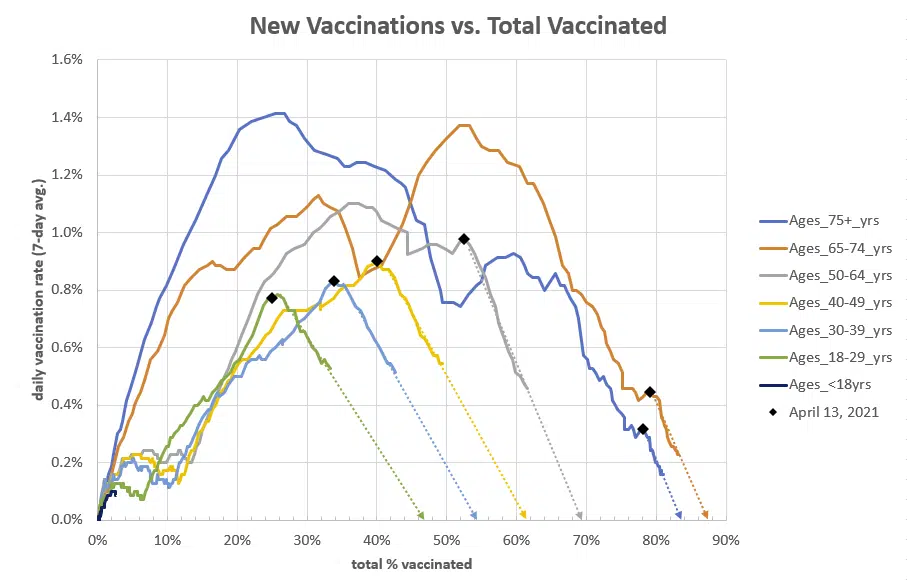 New Vaccinations vs. Total Vaccinated
1.6%
1.4%
1.2%
1.0%
0.8%
0.6%
0.4%
0.2%
0.0%
daily vaccination rate (7-day avg.)
0%
10%
20%
30%
40%
50%
60%
70%
80%
90%
total % vaccinated
Ages_75+_yrs
Ages_65-74_yrs
Ages_50-64_yrs
Ages_40-49_yrs
Ages_30-39_yrs
Ages_18-29_yrs
Ages_<18yrs
April 13, 2021